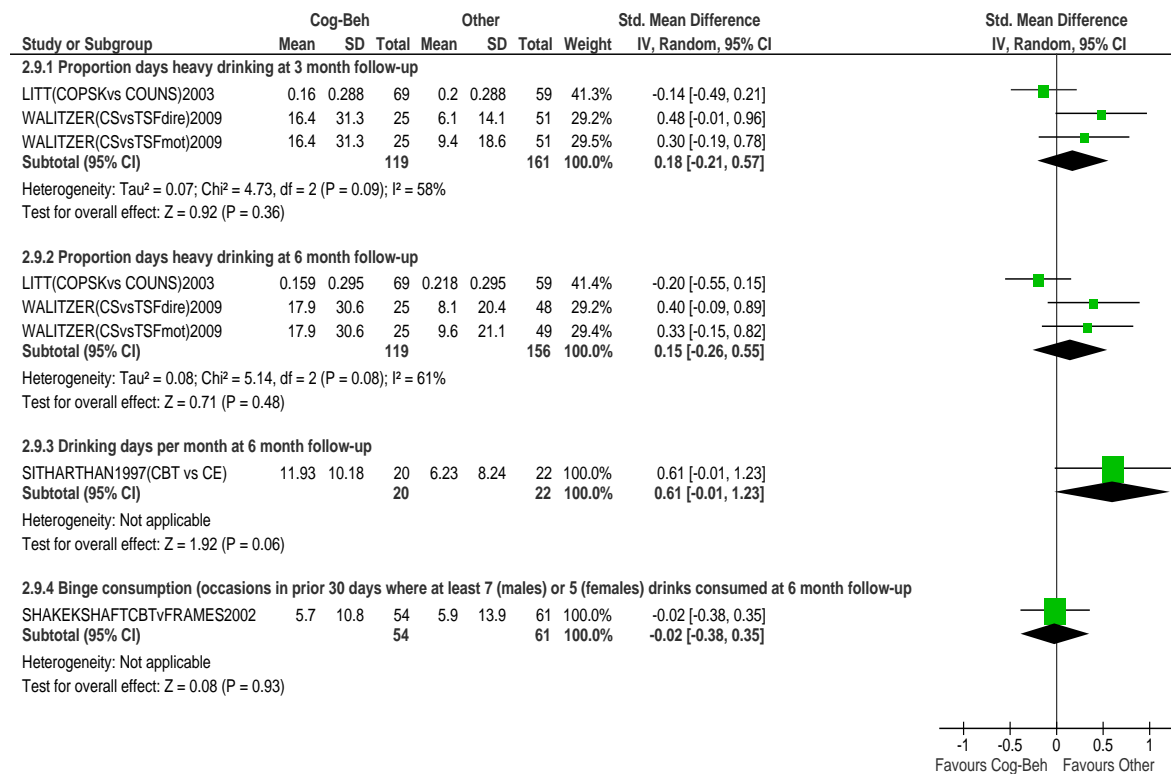 Cog-Beh Other Std. Mean Difference Std. Mean Difference
Study or Subgroup Mean SD Total Mean SD Total Weight IV, Random, 95% CI IV, Random, 95% CI
2.9.1 Proportion days heavy drinking at 3 month follow-up
LITT(COPSKvs COUNS)2003 0.16 0.288 69 0.2 0.288 59 41.3% -0.14 [-0.49, 0.21]
WALITZER(CSvsTSFdire)2009 16.4 31.3 25 6.1 14.1 51 29.2% 0.48 [-0.01, 0.96]
WALITZER(CSvsTSFmot)2009 16.4 31.3 25 9.4 18.6 51 29.5% 0.30 [-0.19, 0.78]
Subtotal (95% CI) 119 161 100.0% 0.18 [-0.21, 0.57]
Heterogeneity: Tau² = 0.07; Chi² = 4.73, df = 2 (P = 0.09); I² = 58%
Test for overall effect: Z = 0.92 (P = 0.36)
2.9.2 Proportion days heavy drinking at 6 month follow-up
LITT(COPSKvs COUNS)2003 0.159 0.295 69 0.218 0.295 59 41.4% -0.20 [-0.55, 0.15]
WALITZER(CSvsTSFdire)2009 17.9 30.6 25 8.1 20.4 48 29.2% 0.40 [-0.09, 0.89]
WALITZER(CSvsTSFmot)2009 17.9 30.6 25 9.6 21.1 49 29.4% 0.33 [-0.15, 0.82]
Subtotal (95% CI) 119 156 100.0% 0.15 [-0.26, 0.55]
Heterogeneity: Tau² = 0.08; Chi² = 5.14, df = 2 (P = 0.08); I² = 61%
Test for overall effect: Z = 0.71 (P = 0.48)
2.9.3 Drinking days per month at 6 month follow-up
SITHARTHAN1997(CBT vs CE) 11.93 10.18 20 6.23 8.24 22 100.0% 0.61 [-0.01, 1.23]
Subtotal (95% CI) 20 22 100.0% 0.61 [-0.01, 1.23]
Heterogeneity: Not applicable
Test for overall effect: Z = 1.92 (P = 0.06)
2.9.4 Binge consumption (occasions in prior 30 days where at least 7 (males) or 5 (females) drinks consumed at 6 month follow-up
SHAKEKSHAFTCBTvFRAMES2002 5.7 10.8 54 5.9 13.9 61 100.0% -0.02 [-0.38, 0.35]
Subtotal (95% CI) 54 61 100.0% -0.02 [-0.38, 0.35]
Heterogeneity: Not applicable
Test for overall effect: Z = 0.08 (P = 0.93)
-1 -0.5 0 0.5 1
Favours Cog-Beh Favours Other